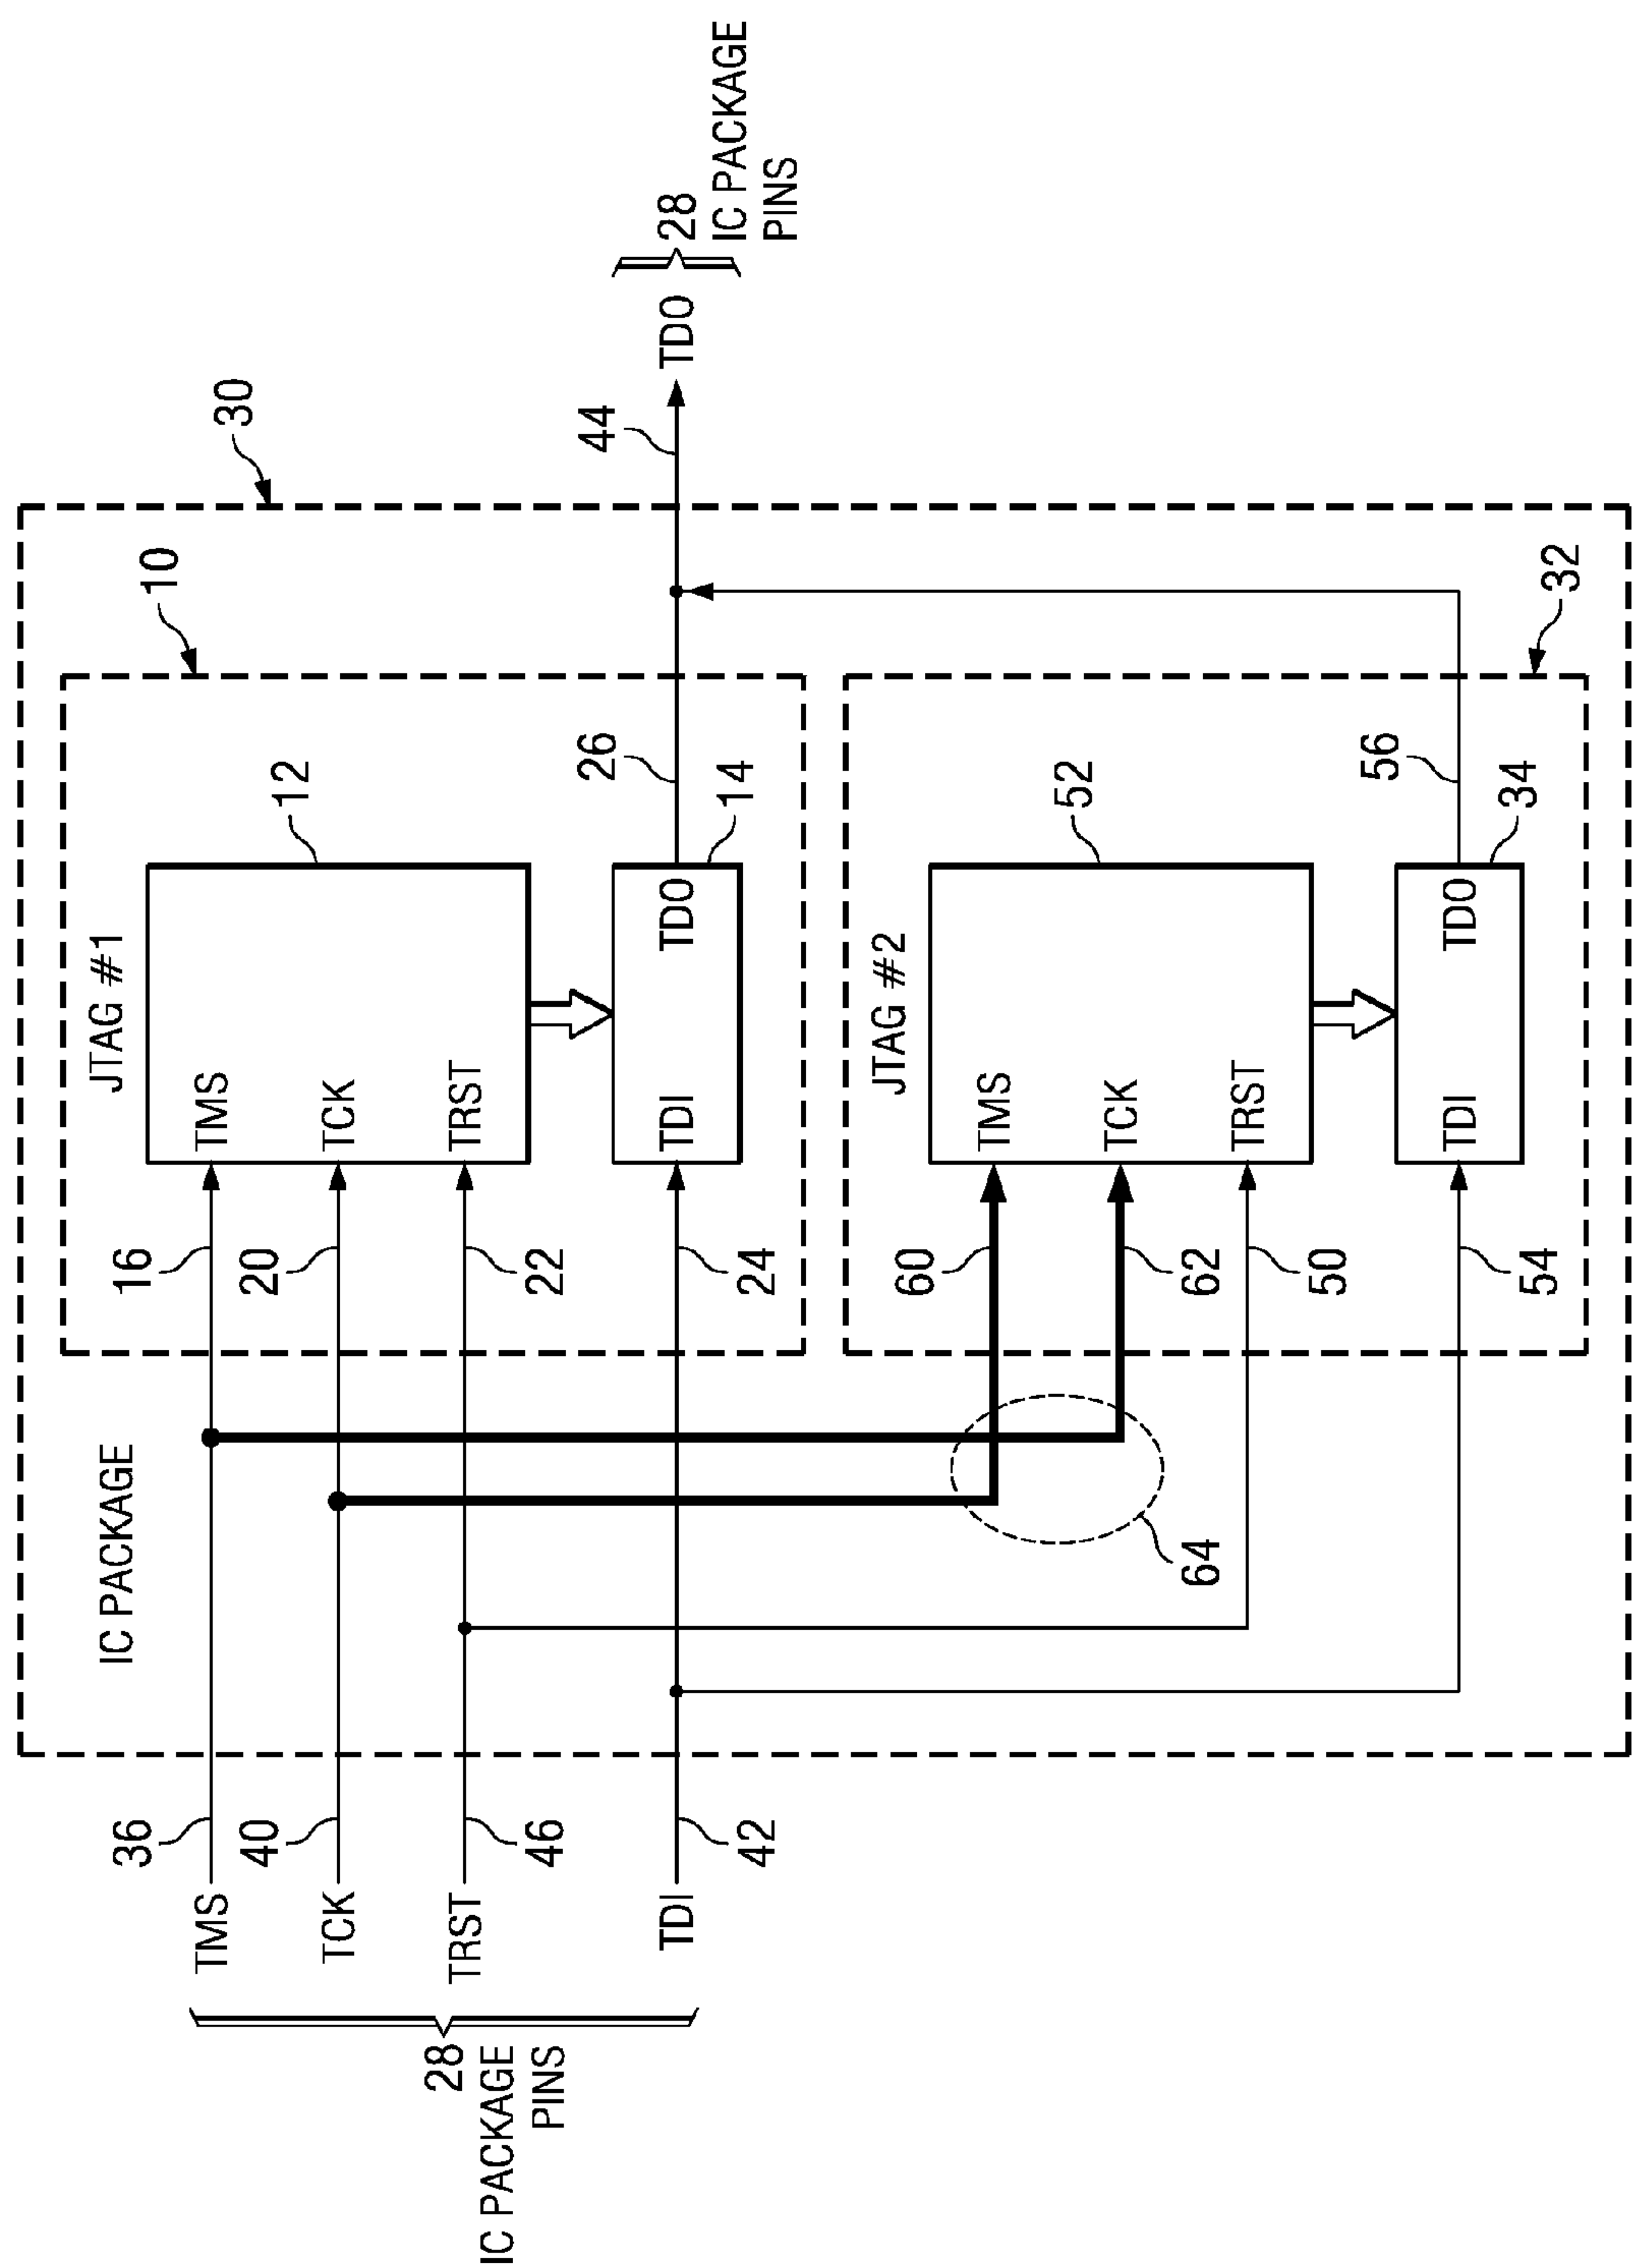 30
10
IC PACKAGE
JTAG #1
12
36
16
TMS
TMS
40
20
TCK
TCK
TRST
TRST
46
22
26
44
TDI
TDI
TDO
TDO
42
24
14
28
IC PACKAGE
PINS
28
IC PACKAGE
PINS
JTAG #2
52
60
TMS
TCK
62
64
TRST
50
56
TDI
TDO
54
34
32